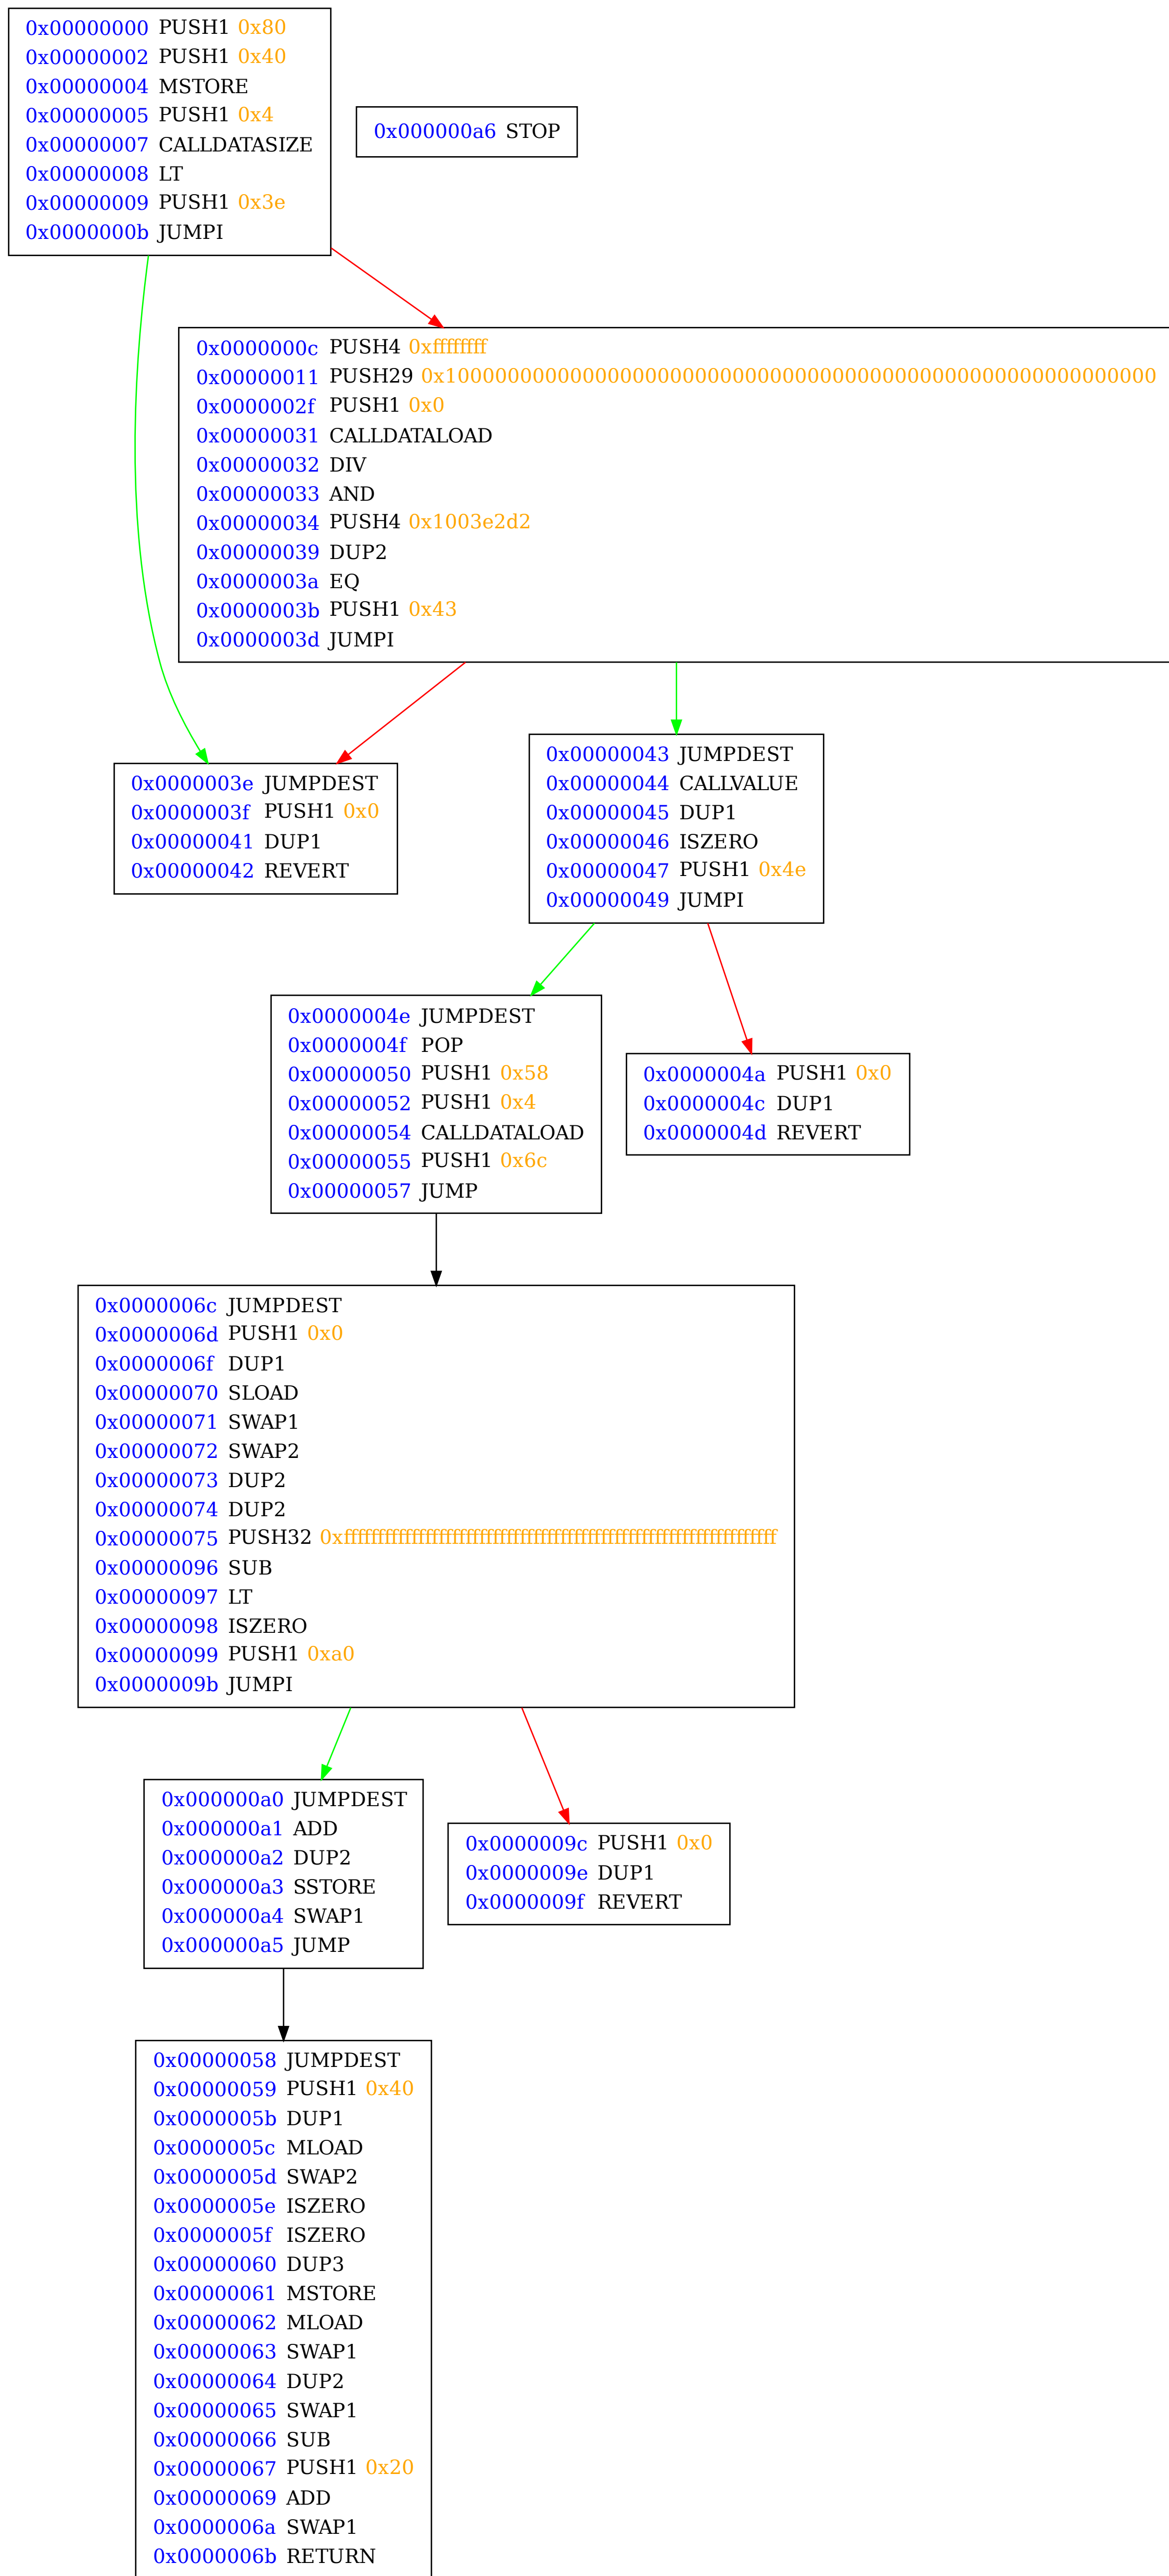 0x00000000 PUSH1 0x80
0x00000002 PUSH1 0x40
0x00000004 MSTORE
0x00000005 PUSH1 0x4
0x00000007 CALLDATASIZE
0x00000008 LT
0x00000009 PUSH1 0x3e
0x0000000b JUMPI
0x000000a6 STOP
0x0000000c PUSH4 0xffffffff
0x00000011 PUSH29 0x100000000000000000000000000000000000000000000000000000000
0x0000002f PUSH1 0x0
0x00000031 CALLDATALOAD
0x00000032 DIV
0x00000033 AND
0x00000034 PUSH4 0x1003e2d2
0x00000039 DUP2
0x0000003a EQ
0x0000003b PUSH1 0x43
0x0000003d JUMPI
0x0000003e JUMPDEST
0x0000003f PUSH1 0x0
0x00000041 DUP1
0x00000042 REVERT
0x00000043 JUMPDEST
0x00000044 CALLVALUE
0x00000045 DUP1
0x00000046 ISZERO
0x00000047 PUSH1 0x4e
0x00000049 JUMPI
0x0000004e JUMPDEST
0x0000004f POP
0x00000050 PUSH1 0x58
0x00000052 PUSH1 0x4
0x00000054 CALLDATALOAD
0x00000055 PUSH1 0x6c
0x00000057 JUMP
0x0000004a PUSH1 0x0
0x0000004c DUP1
0x0000004d REVERT
0x0000006c JUMPDEST
0x0000006d PUSH1 0x0
0x0000006f DUP1
0x00000070 SLOAD
0x00000071 SWAP1
0x00000072 SWAP2
0x00000073 DUP2
0x00000074 DUP2
0x00000075 PUSH32 0xffffffffffffffffffffffffffffffffffffffffffffffffffffffffffffffff
0x00000096 SUB
0x00000097 LT
0x00000098 ISZERO
0x00000099 PUSH1 0xa0
0x0000009b JUMPI
0x000000a0 JUMPDEST
0x000000a1 ADD
0x000000a2 DUP2
0x000000a3 SSTORE
0x000000a4 SWAP1
0x000000a5 JUMP
0x0000009c PUSH1 0x0
0x0000009e DUP1
0x0000009f REVERT
0x00000058 JUMPDEST
0x00000059 PUSH1 0x40
0x0000005b DUP1
0x0000005c MLOAD
0x0000005d SWAP2
0x0000005e ISZERO
0x0000005f ISZERO
0x00000060 DUP3
0x00000061 MSTORE
0x00000062 MLOAD
0x00000063 SWAP1
0x00000064 DUP2
0x00000065 SWAP1
0x00000066 SUB
0x00000067 PUSH1 0x20
0x00000069 ADD
0x0000006a SWAP1
0x0000006b RETURN